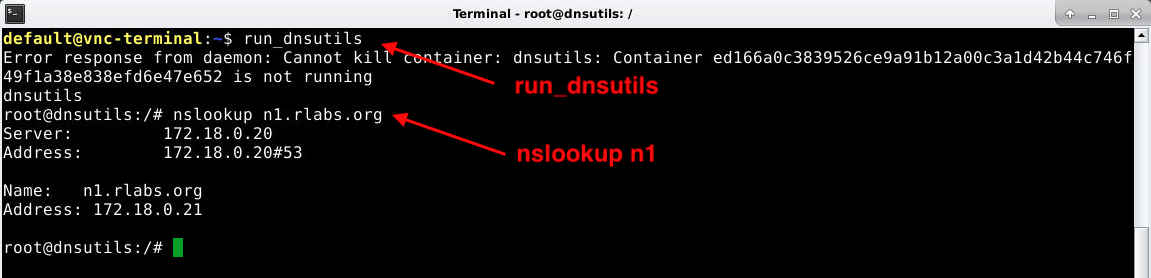 Terminal - root@dnsutils: /
default@vnc-terminal:~$ run_dnsutils
Error response from daemon: Cannot kill container: dnsutils: Container ed166a0c3839526ce9a91b12a00c3a1d42b44c746f
49f1a38e838efd6e47e652 is not running
run_dnsutils
dnsutils
root@dnsutils:/# nslookup n1.rlabs.org
Server:         172.18.0.20
Address:        172.18.0.20#53
nslookup n1
Name:   n1.rlabs.org
Address: 172.18.0.21
root@dnsutils:/#